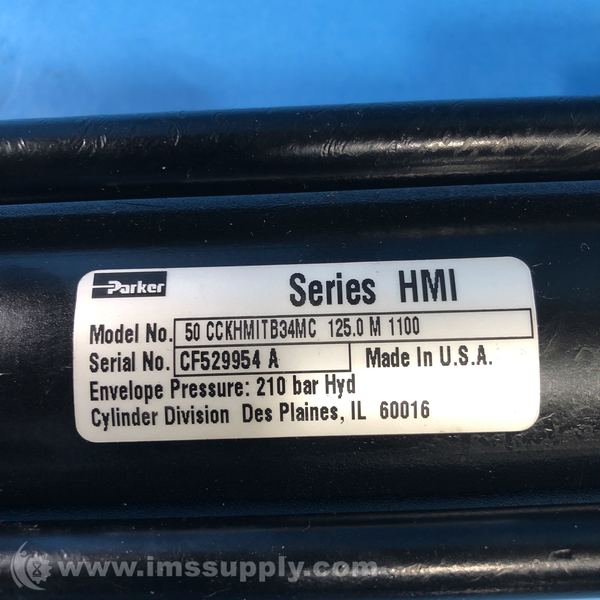 Parker Series HMI
Model No. 50 CCKHMITB34MC 125.0 M 1100
Serial No. CF529954 A Made In U.S.A.
Envelope Pressure: 210 bar Hyd
Cylinder Division Des Plaines, IL 60016
www.imssupply.com